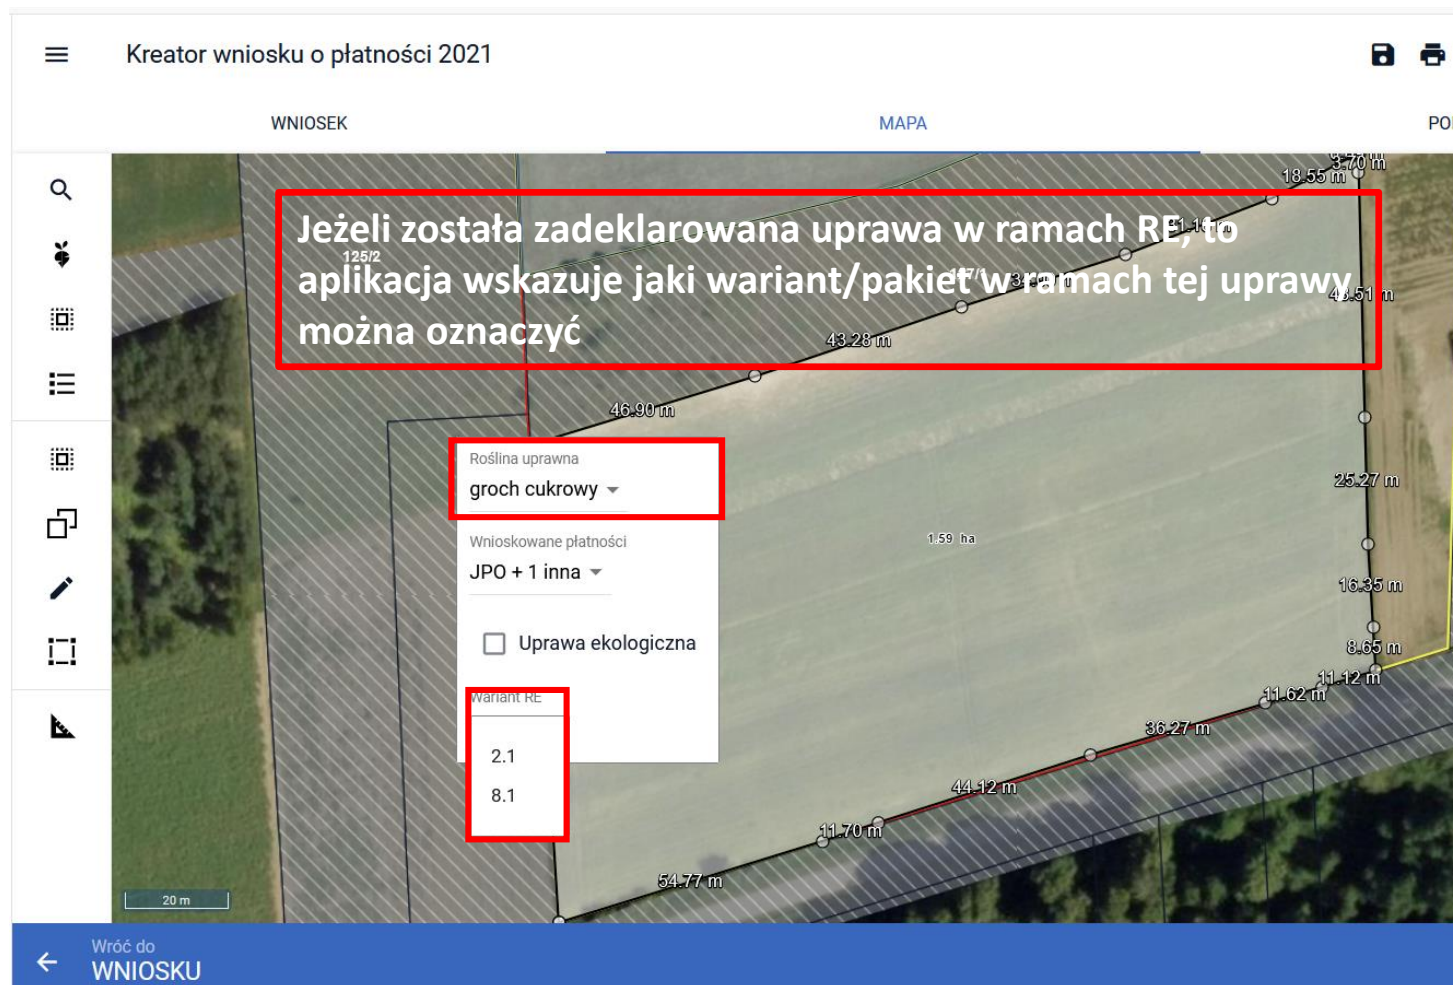 Kreator wniosku o płatności 2021
WNIOSEK
MAPA
3.70 m
18.55 m
Jeżeli została zadeklarowana uprawa w ramach RE, to
125/2
aplikacja wskazuje jaki wariant/pakiet w ramach tej uprawy
można oznaczyć
43.28 m
46.90 m
Roślina uprawna
groch cukrowy
25.27 m
Wnioskowane płatności
1.59 ha
JPO + 1 inna
16.35 m
Uprawa ekologiczna
8.65 m
11.12 m
Wariant RE
11.62 m
36.27 m
2.1
44.12 m
8.1
11.70 m
54.77 m
20 m
Wróć do
WNIOSKU